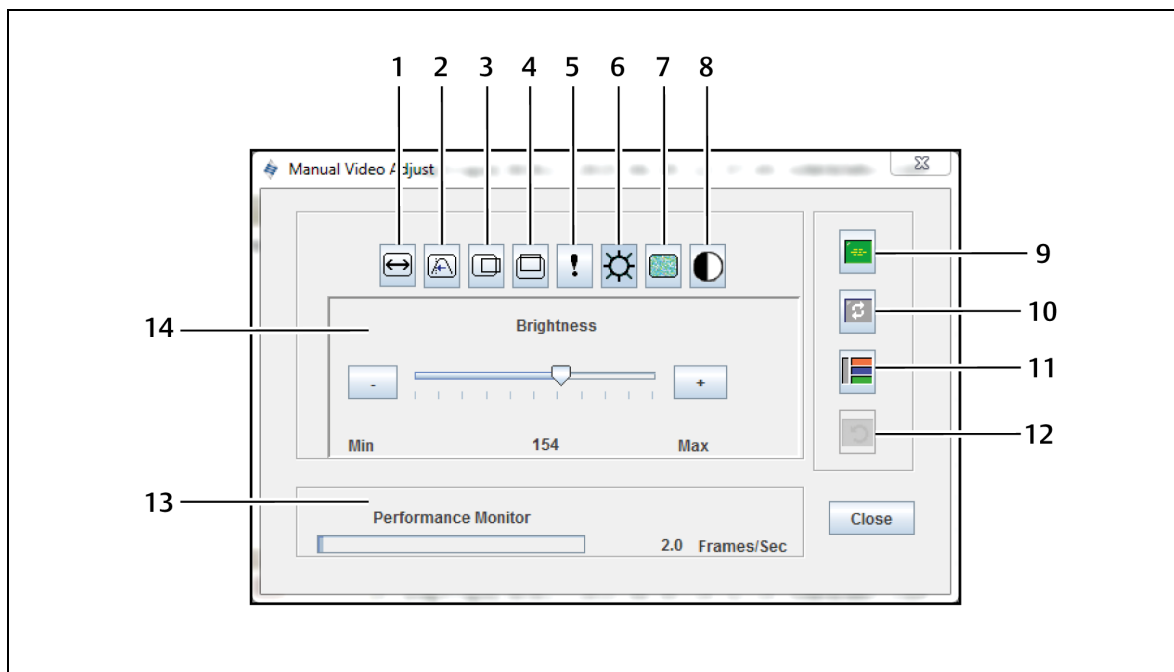 1 2 3 4 5 6 7 8
Manual Video Adjust
9
10
11
12
14
Brightness
- +
Min 154 Max
13
Performance Monitor
2.0 Frames/Sec
Close